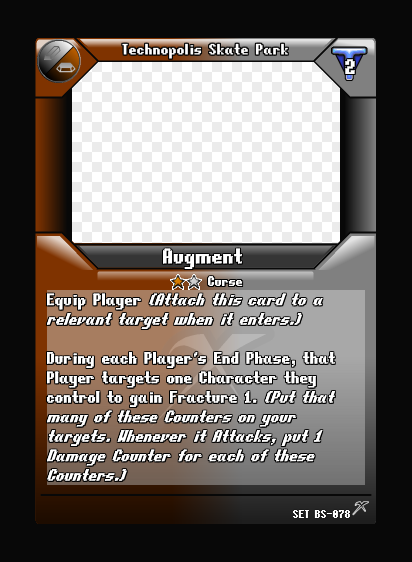 2
Technopolis Skate Park
2
Augment
Curse
Equip Player (Attach this card to a
relevant target when it enters.)
During each Player's End Phase, that
Player targets one Character they
control to gain Fracture 1. (Put that
many of these Counters on your
targets. Whenever it Attacks, put 1
Damage Counter for each of these
Counters.)
SET BS-078